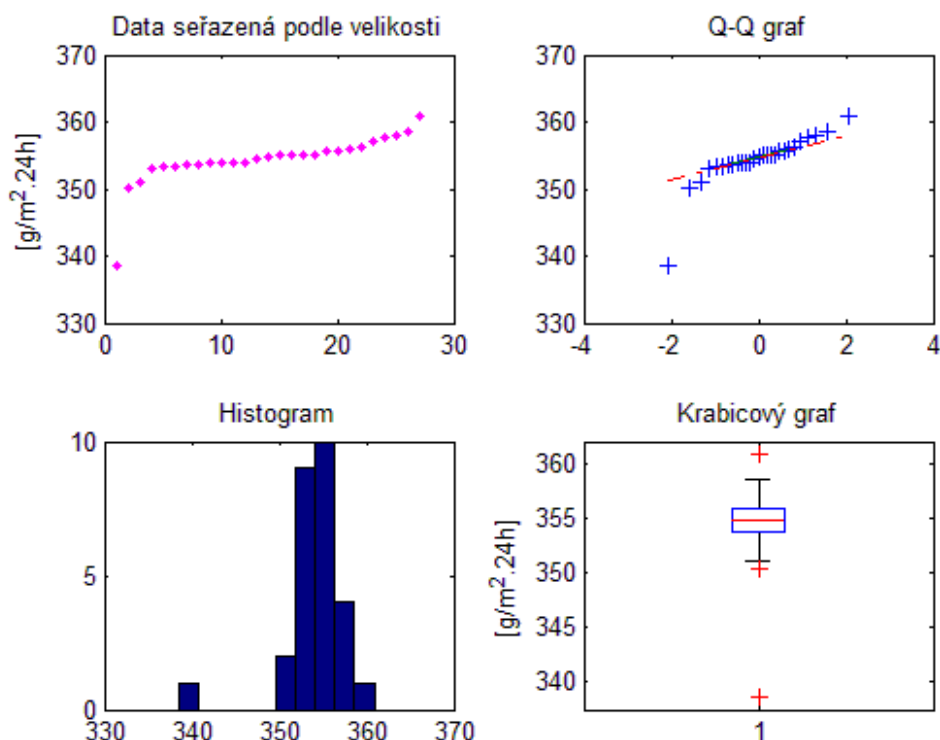 Data seřazená podle velikosti
370
360
350
340
330
[g/m².24h]
0 10 20 30
Q-Q graf
370
360
350
340
330
-4 -2 0 2 4
Histogram
10
5
0
330 340 350 360 370
Krabicový graf
360
355
350
345
340
[g/m².24h]
1